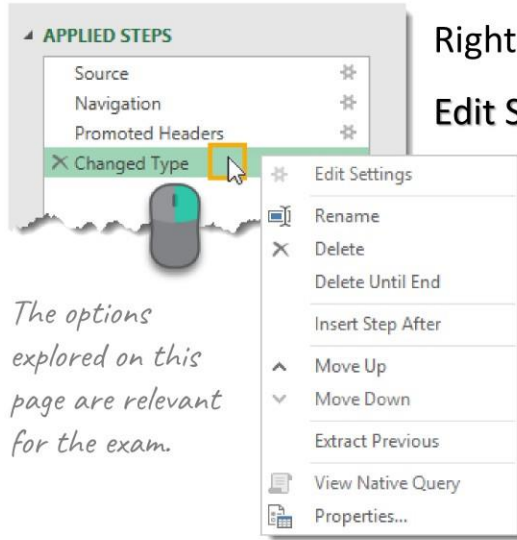 APPLIED STEPS
Source
Navigation
Promoted Headers
Changed Type
Right
Edit S
Edit Settings
Rename
Delete
Delete Until End
Insert Step After
Move Up
Move Down
Extract Previous
View Native Query
Properties...
The options
explored on this
page are relevant
for the exam.